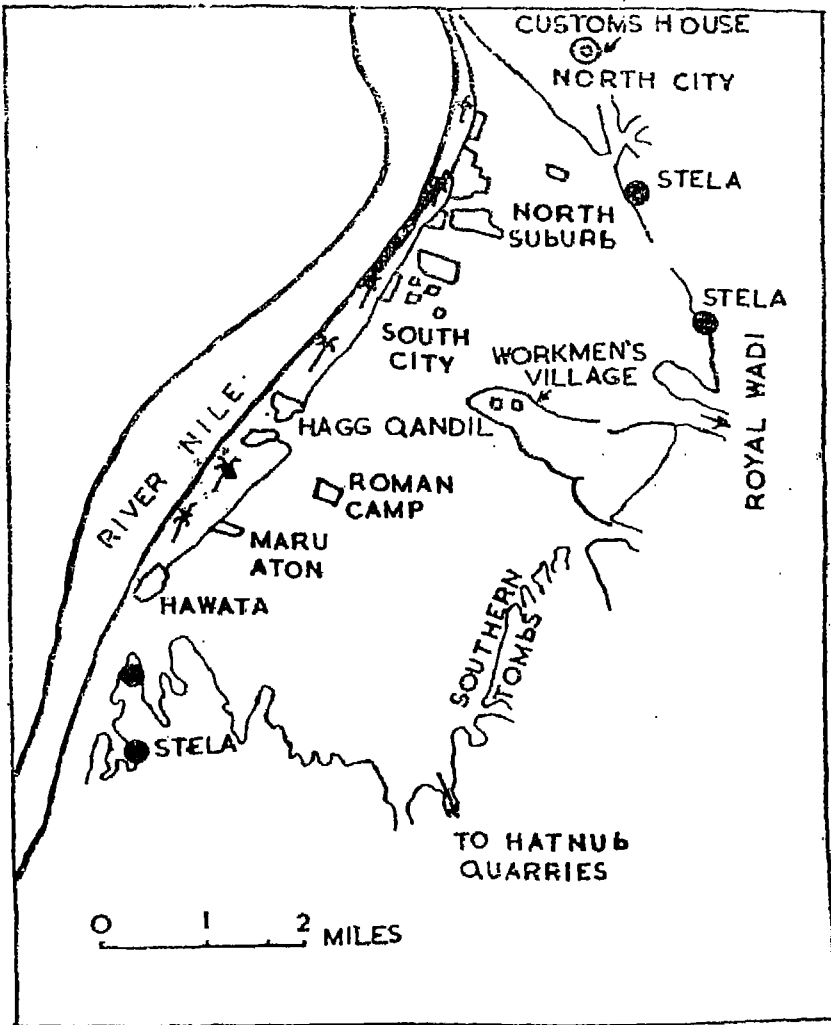 CUSTOMS HOUSE
NORTH CITY
STELA
NORTH
SUBURB
STELA
SOUTH
CITY
WORKMEN'S
VILLAGE
ROYAL WADI
RIVER NILE
HAGG QANDIL
ROMAN
CAMP
MARU
ATON
HAWATA
SOUTHERN
TOMBS
STELA
TO HATNUB
QUARRIES
0 1 2 MILES